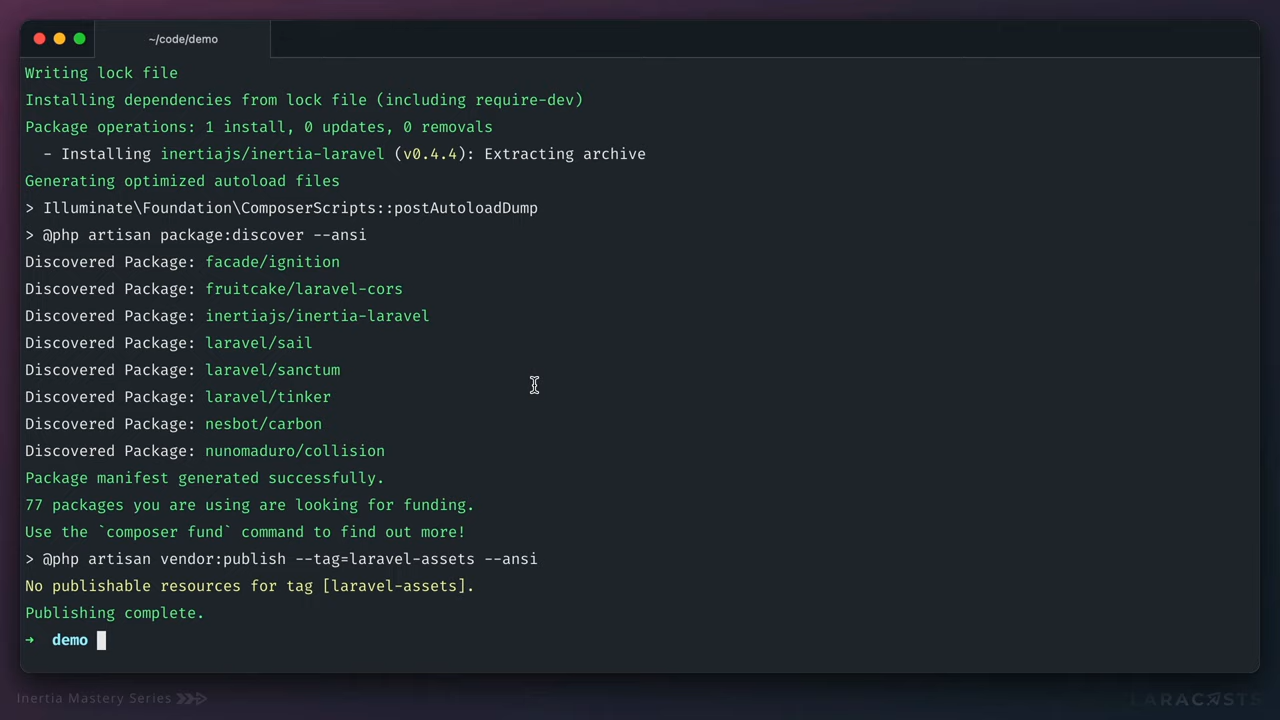 ~/code/demo
Writing lock file
Installing dependencies from lock file (including require-dev)
Package operations: 1 install, 0 updates, 0 removals
- Installing inertiajs/inertia-laravel (v0.4.4): Extracting archive
Generating optimized autoload files
> Illuminate\Foundation\ComposerScripts::postAutoloadDump
> @php artisan package:discover --ansi
Discovered Package: facade/ignition
Discovered Package: fruitcake/laravel-cors
Discovered Package: inertiajs/inertia-laravel
Discovered Package: laravel/sail
Discovered Package: laravel/sanctum
Discovered Package: laravel/tinker
Discovered Package: nesbot/carbon
Discovered Package: nunomaduro/collision
Package manifest generated successfully.
77 packages you are using are looking for funding.
Use the `composer fund` command to find out more!
> @php artisan vendor:publish --tag=laravel-assets --ansi
No publishable resources for tag [laravel-assets].
Publishing complete.
→ demo
Inertia Mastery Series
LARACASTS